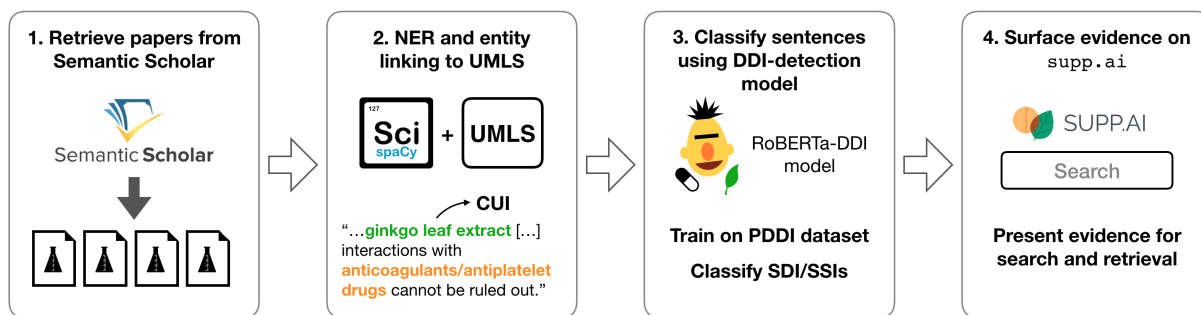 1. Retrieve papers from
Semantic Scholar
Semantic Scholar
2. NER and entity
linking to UMLS
127
Sci
spaCy
+
UMLS
CUI
“...ginkgo leaf extract [...]
interactions with
anticoagulants/antiplatelet
drugs cannot be ruled out.”
3. Classify sentences
using DDI-detection
model
RoBERTa-DDI
model
Train on PDDI dataset
Classify SDI/SSIs
4. Surface evidence on
supp.ai
SUPP.AI
Search
Present evidence for
search and retrieval